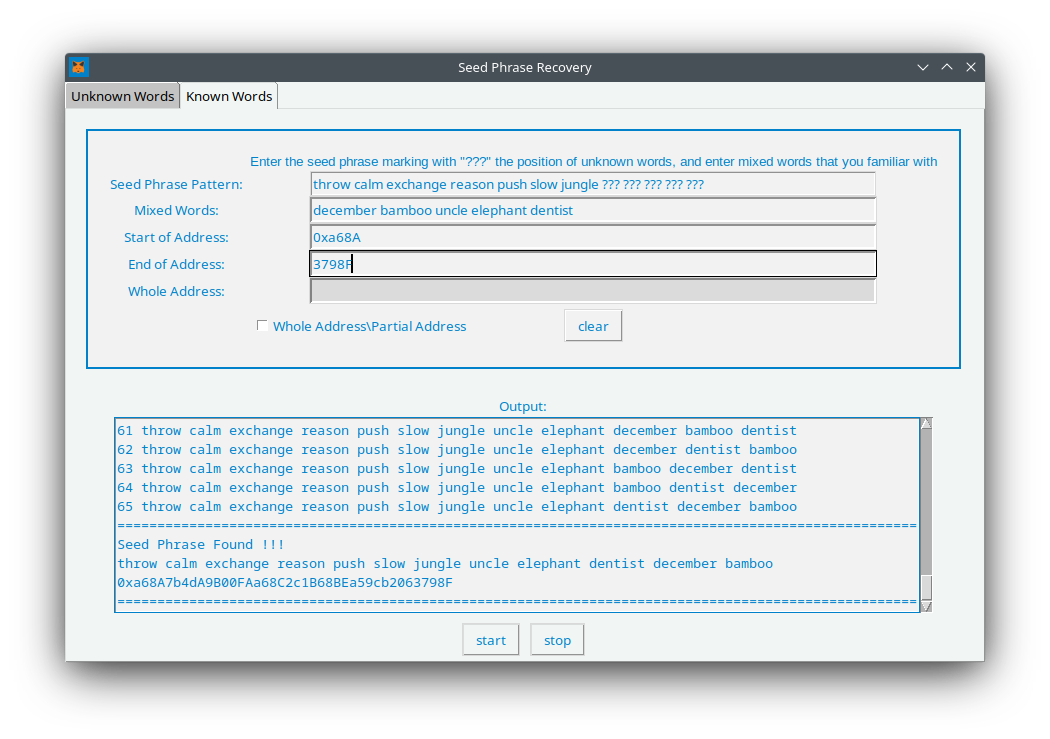 Seed Phrase Recovery
Unknown Words
Known Words
Enter the seed phrase marking with "???" the position of unknown words, and enter mixed words that you familiar with
Seed Phrase Pattern: throw calm exchange reason push slow jungle ??? ??? ??? ??? ???
Mixed Words: december bamboo uncle elephant dentist
Start of Address: 0xa68A
End of Address: 3798F
Whole Address:
Whole Address\Partial Address
clear
Output:
61 throw calm exchange reason push slow jungle uncle elephant december bamboo dentist
62 throw calm exchange reason push slow jungle uncle elephant december dentist bamboo
63 throw calm exchange reason push slow jungle uncle elephant bamboo december dentist
64 throw calm exchange reason push slow jungle uncle elephant bamboo dentist december
65 throw calm exchange reason push slow jungle uncle elephant dentist december bamboo
====================================================================================================
Seed Phrase Found !!!
throw calm exchange reason push slow jungle uncle elephant dentist december bamboo
0xa68A7b4dA9B00FAa68C2c1B68BEa59cb2063798F
====================================================================================================
start
stop